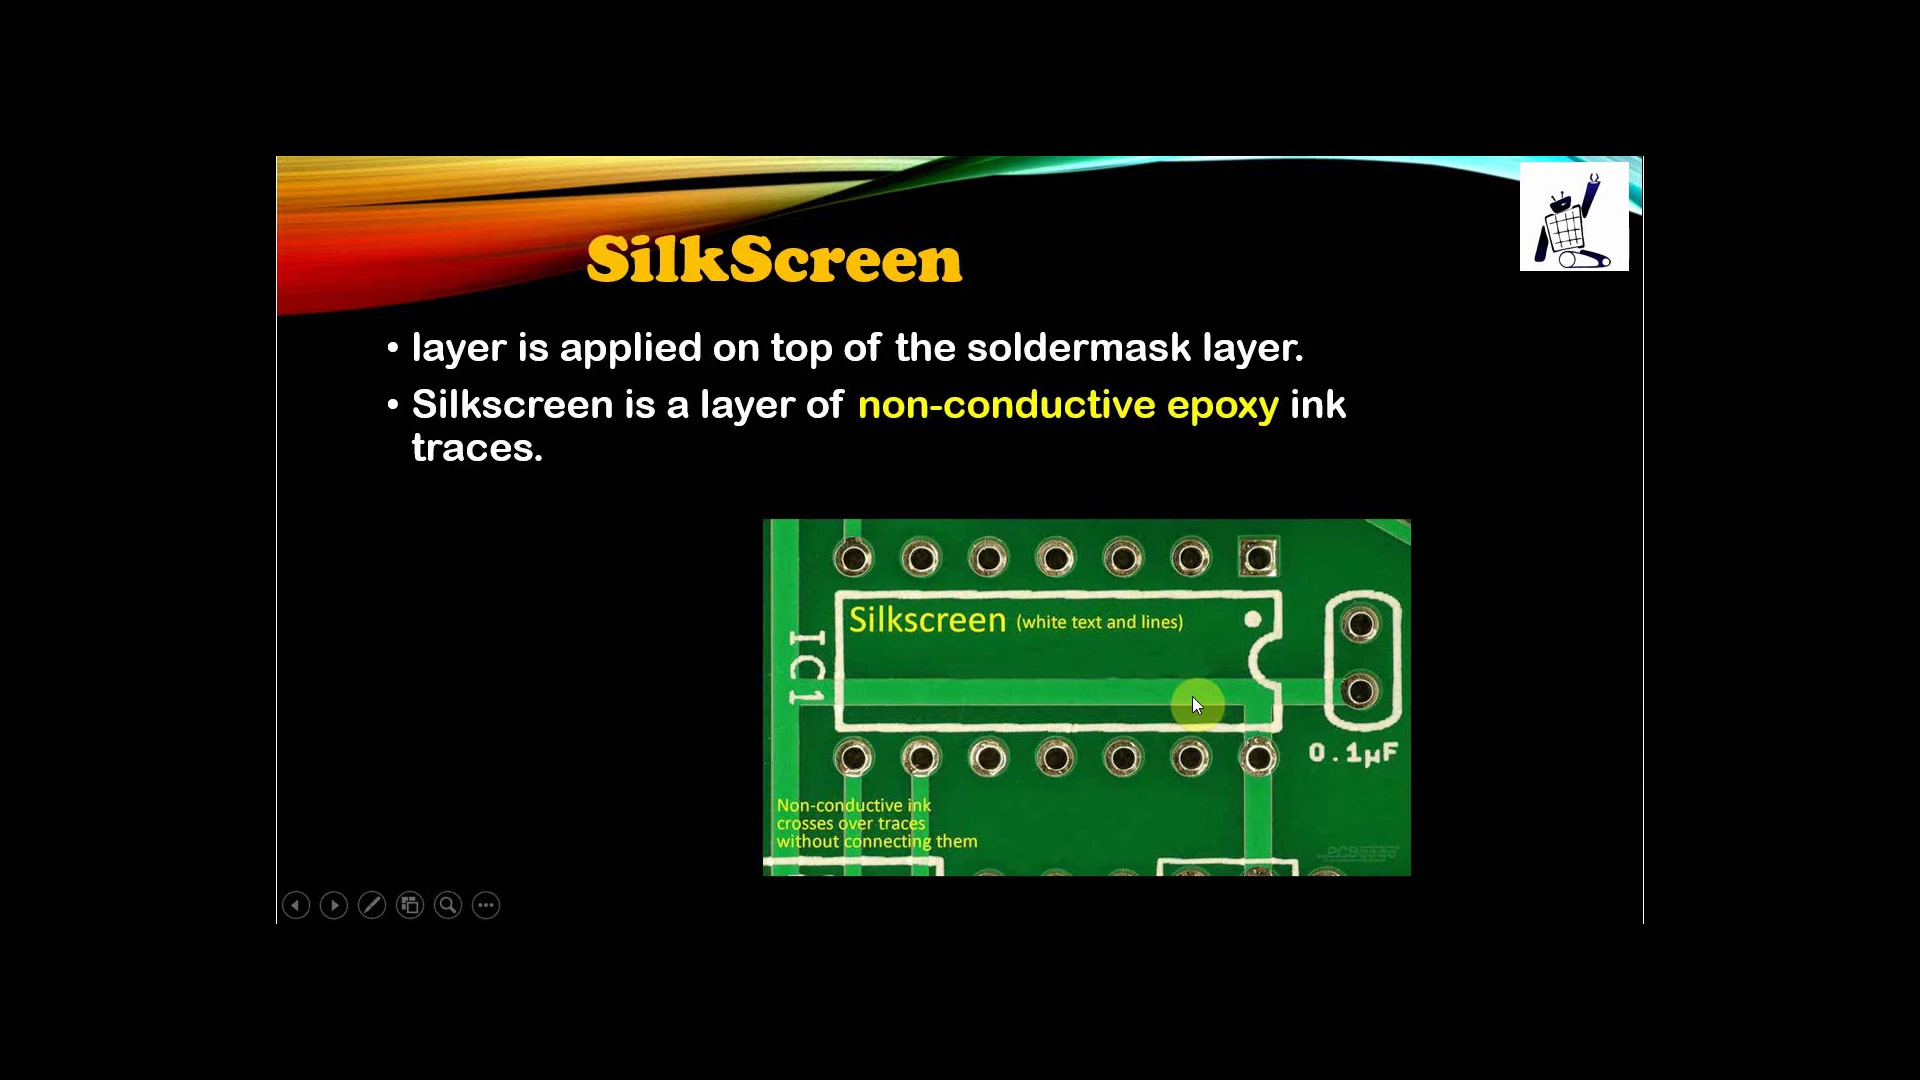 SilkScreen
• layer is applied on top of the soldermask layer.
• Silkscreen is a layer of non-conductive epoxy ink
traces.
Silkscreen (white text and lines)
IC1
0.1µF
Non-conductive ink
crosses over traces
without connecting them